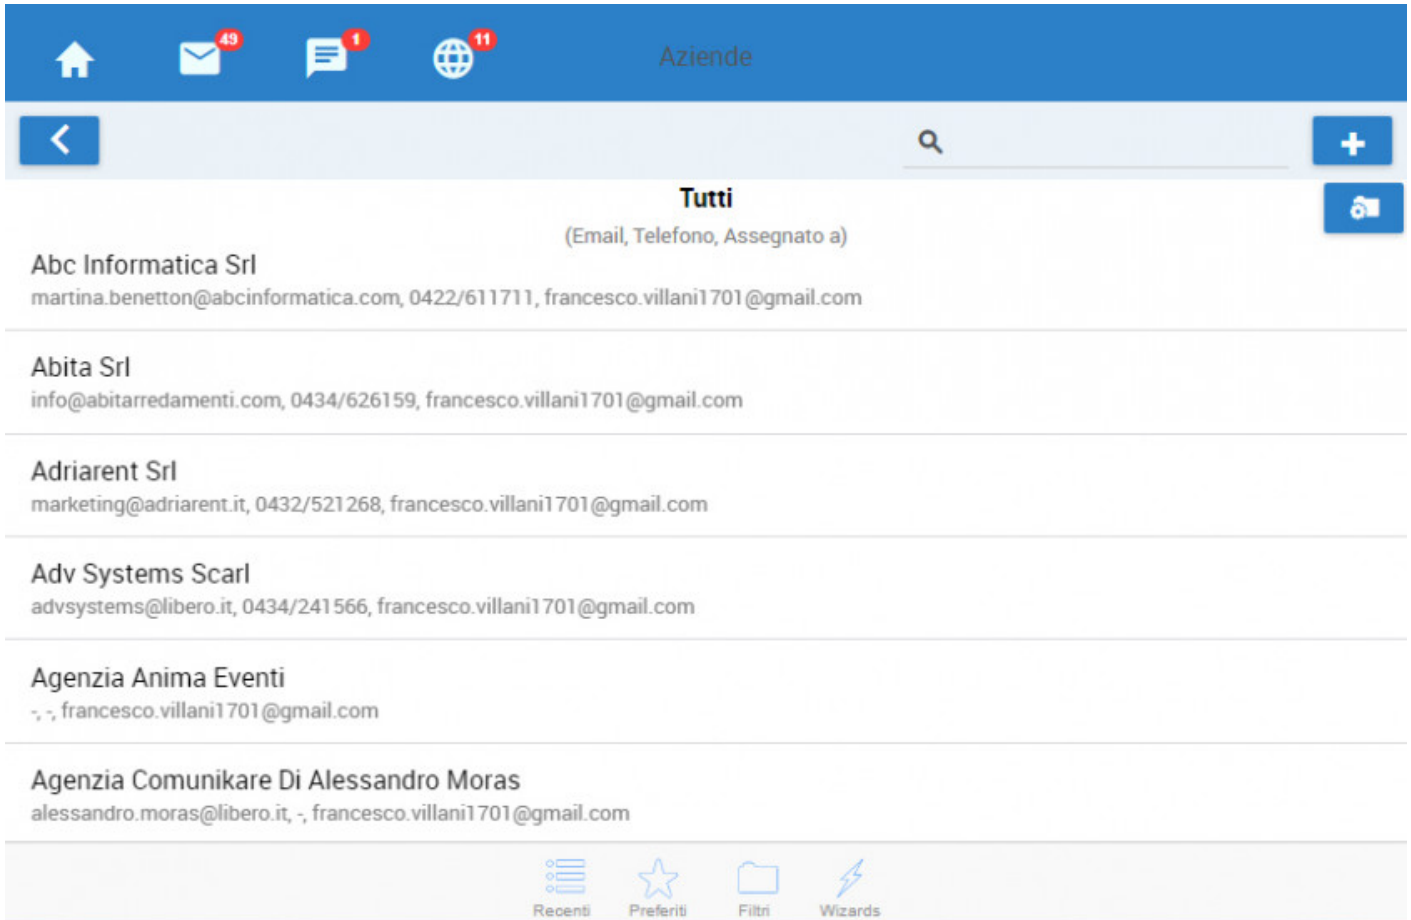 49
1
11
Aziende
Tutti
(Email, Telefono, Assegnato a)
Abc Informatica Srl
martina.benetton@abcinformatica.com, 0422/611711, francesco.villani1701@gmail.com
Abita Srl
info@abitarredamenti.com, 0434/626159, francesco.villani1701@gmail.com
Adriarent Srl
marketing@adriarent.it, 0432/521268, francesco.villani1701@gmail.com
Adv Systems Scarl
advsystems@libero.it, 0434/241566, francesco.villani1701@gmail.com
Agenzia Anima Eventi
-, -, francesco.villani1701@gmail.com
Agenzia Comunikare Di Alessandro Moras
alessandro.moras@libero.it, -, francesco.villani1701@gmail.com
Recenti Preferiti Filtri Wizards